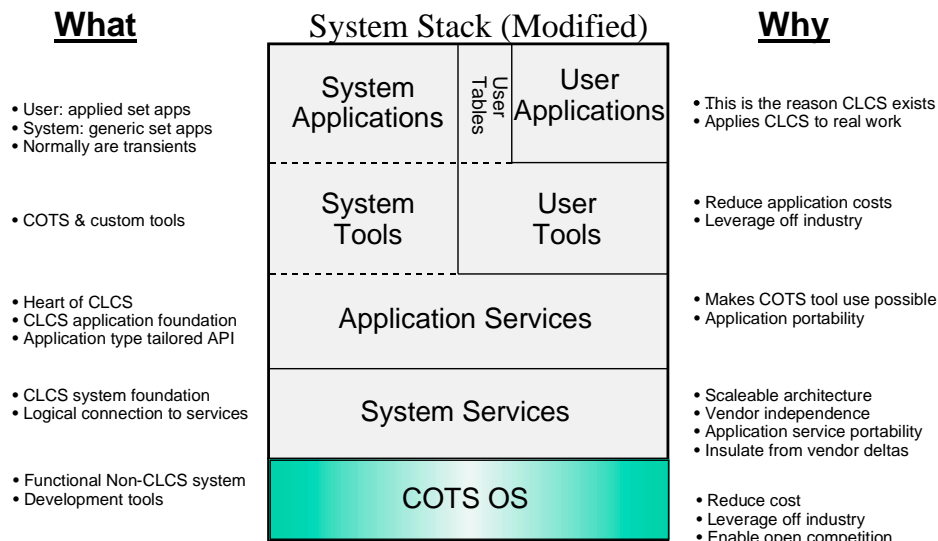 What
System Stack (Modified)
Why
• User: applied set apps
• System: generic set apps
• Normally are transients
System
Applications
User
Tables
User
Applications
• This is the reason CLCS exists
• Applies CLCS to real work
• COTS & custom tools
System
Tools
User
Tools
• Reduce application costs
• Leverage off industry
• Heart of CLCS
• CLCS application foundation
• Application type tailored API
Application Services
• Makes COTS tool use possible
• Application portability
• CLCS system foundation
• Logical connection to services
System Services
• Scaleable architecture
• Vendor independence
• Application service portability
• Insulate from vendor deltas
• Functional Non-CLCS system
• Development tools
COTS OS
• Reduce cost
• Leverage off industry
• Enable open competition